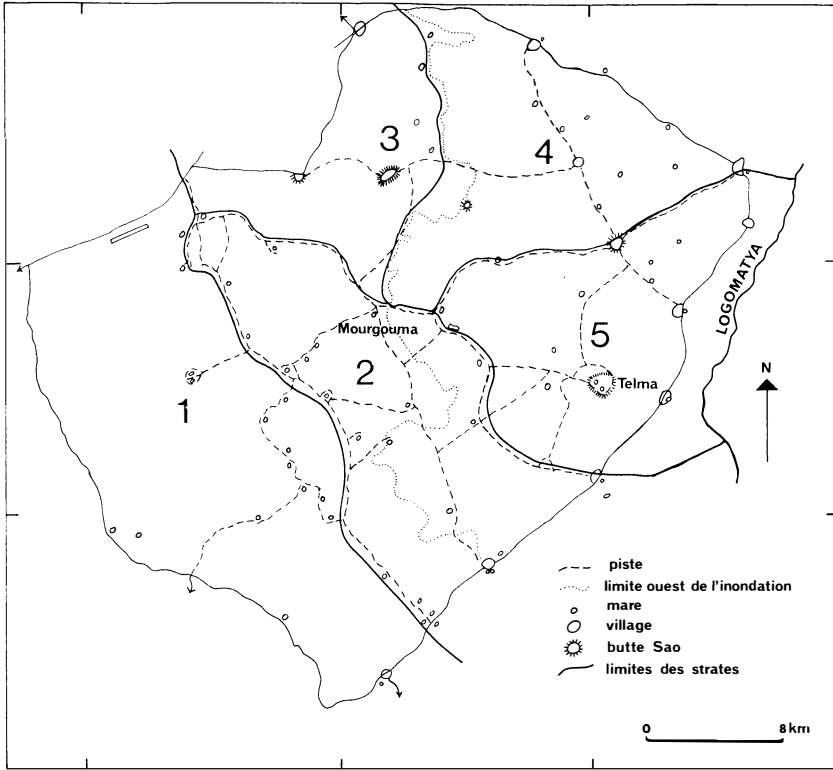 3
4
LOGOMATYA
Mourgouma
5
2
Telma
1
N
piste
limite ouest de l'inondation
mare
village
butte Sao
limites des strates
0 8 km